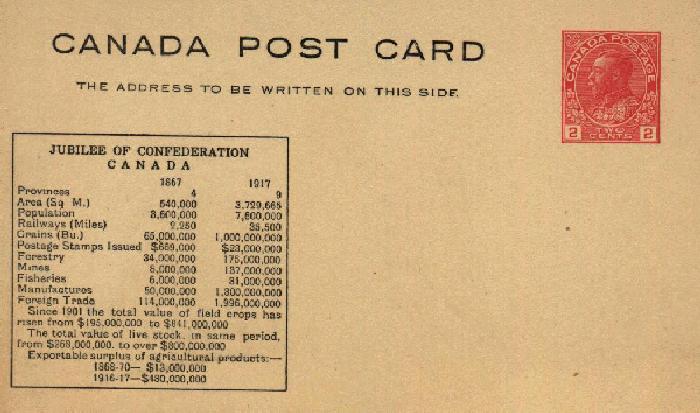 CANADA POST CARD
THE ADDRESS TO BE WRITTEN ON THIS SIDE.
CANADA POSTAGE
2 TWO CENTS 2
JUBILEE OF CONFEDERATION
CANADA
1867 1917
Provinces 4 9
Area (Sq M.) 540,000 3,729,665
Population 3,500,000 7,600,000
Railways (Miles) 2,250 35,500
Grains (Bu.) 65,000,000 1,000,000,000
Postage Stamps Issued $669,000 $23,000,000
Forestry 34,000,000 175,000,000
Mines 5,000,000 137,000,000
Fisheries 6,000,000 31,000,000
Manufactures 50,000,000 1,300,000,000
Foreign Trade 114,000,000 1,996,000,000
Since 1901 the total value of field crops has
risen from $195,000,000 to $841,000,000
The total value of live stock, in same period,
from $268,000,000. to over $800,000,000
Exportable surplus of agricultural products:—
1868-70— $13,000,000
1916-17—$480,000,000